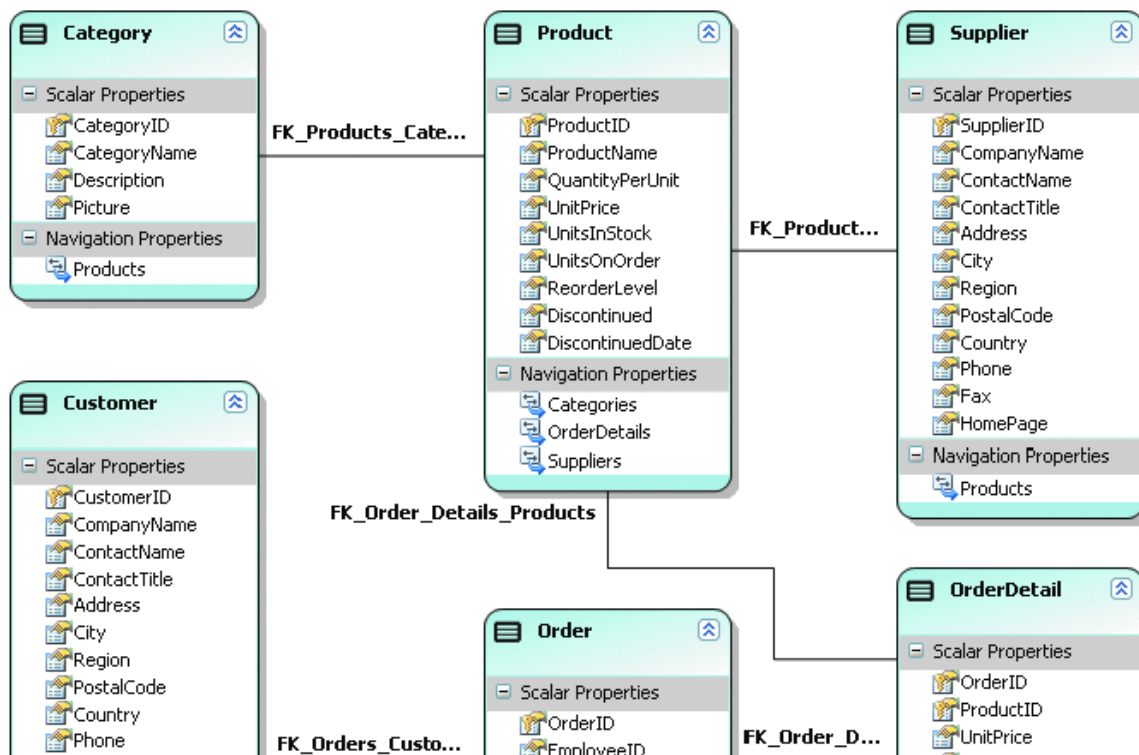 Category
Scalar Properties
CategoryID
CategoryName
Description
Picture
Navigation Properties
Products
FK_Products_Cate...
Product
Scalar Properties
ProductID
ProductName
QuantityPerUnit
UnitPrice
UnitsInStock
UnitsOnOrder
ReorderLevel
Discontinued
DiscontinuedDate
Navigation Properties
Categories
OrderDetails
Suppliers
FK_Product...
Supplier
Scalar Properties
SupplierID
CompanyName
ContactName
ContactTitle
Address
City
Region
PostalCode
Country
Phone
Fax
HomePage
Navigation Properties
Products
Customer
Scalar Properties
CustomerID
CompanyName
ContactName
ContactTitle
Address
City
Region
PostalCode
Country
Phone
FK_Order_Details_Products
FK_Orders_Custo...
Order
Scalar Properties
OrderID
EmployeeID
FK_Order_D...
OrderDetail
Scalar Properties
OrderID
ProductID
UnitPrice